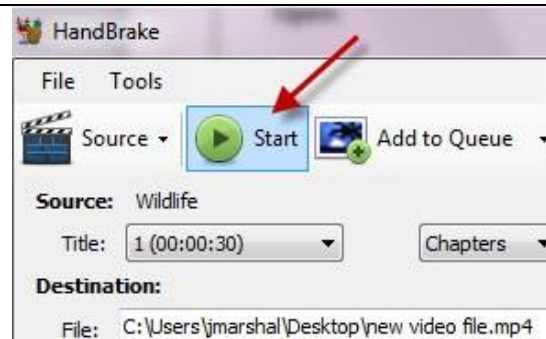 HandBrake
File Tools
Source Start Add to Queue
Source: Wildlife
Title: 1 (00:00:30) Chapters
Destination:
File: C:\Users\jmarshal\Desktop\new video file.mp4